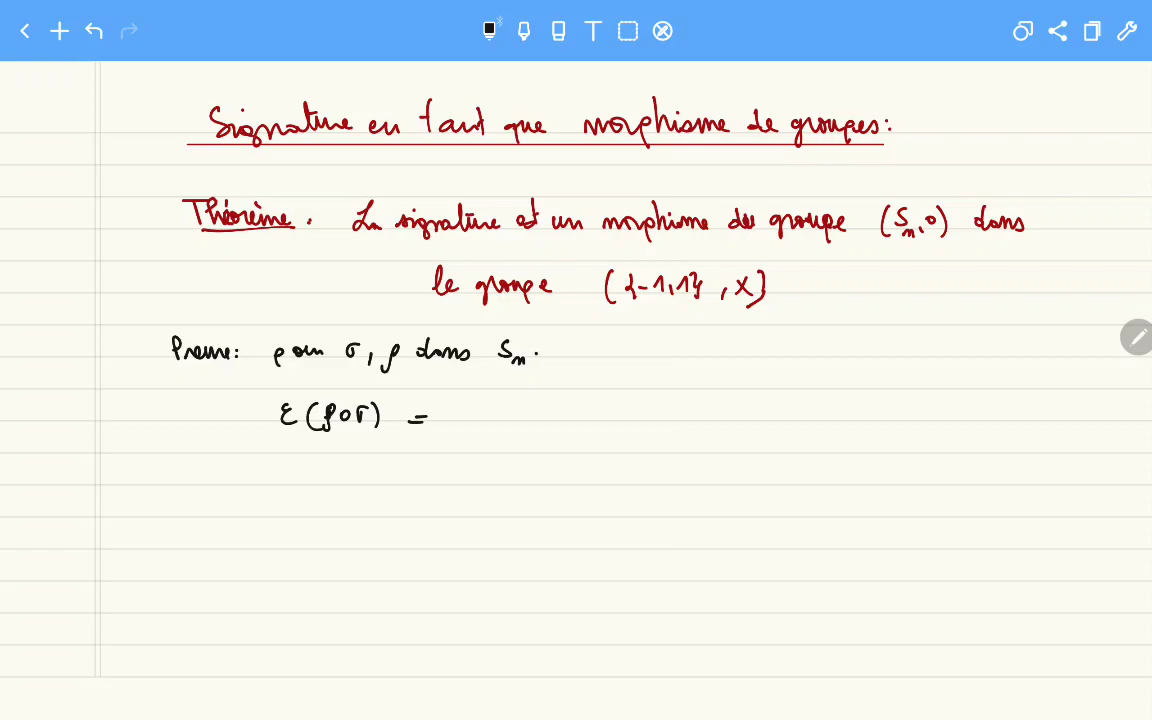 Signature en tant que morphisme de groupes:
Théorème. La signature est un morphisme du groupe (Sn, o) dans
le groupe ({-1,1}, x)
Preuve: pour σ, ρ dans Sn.
ε(ρoσ) =